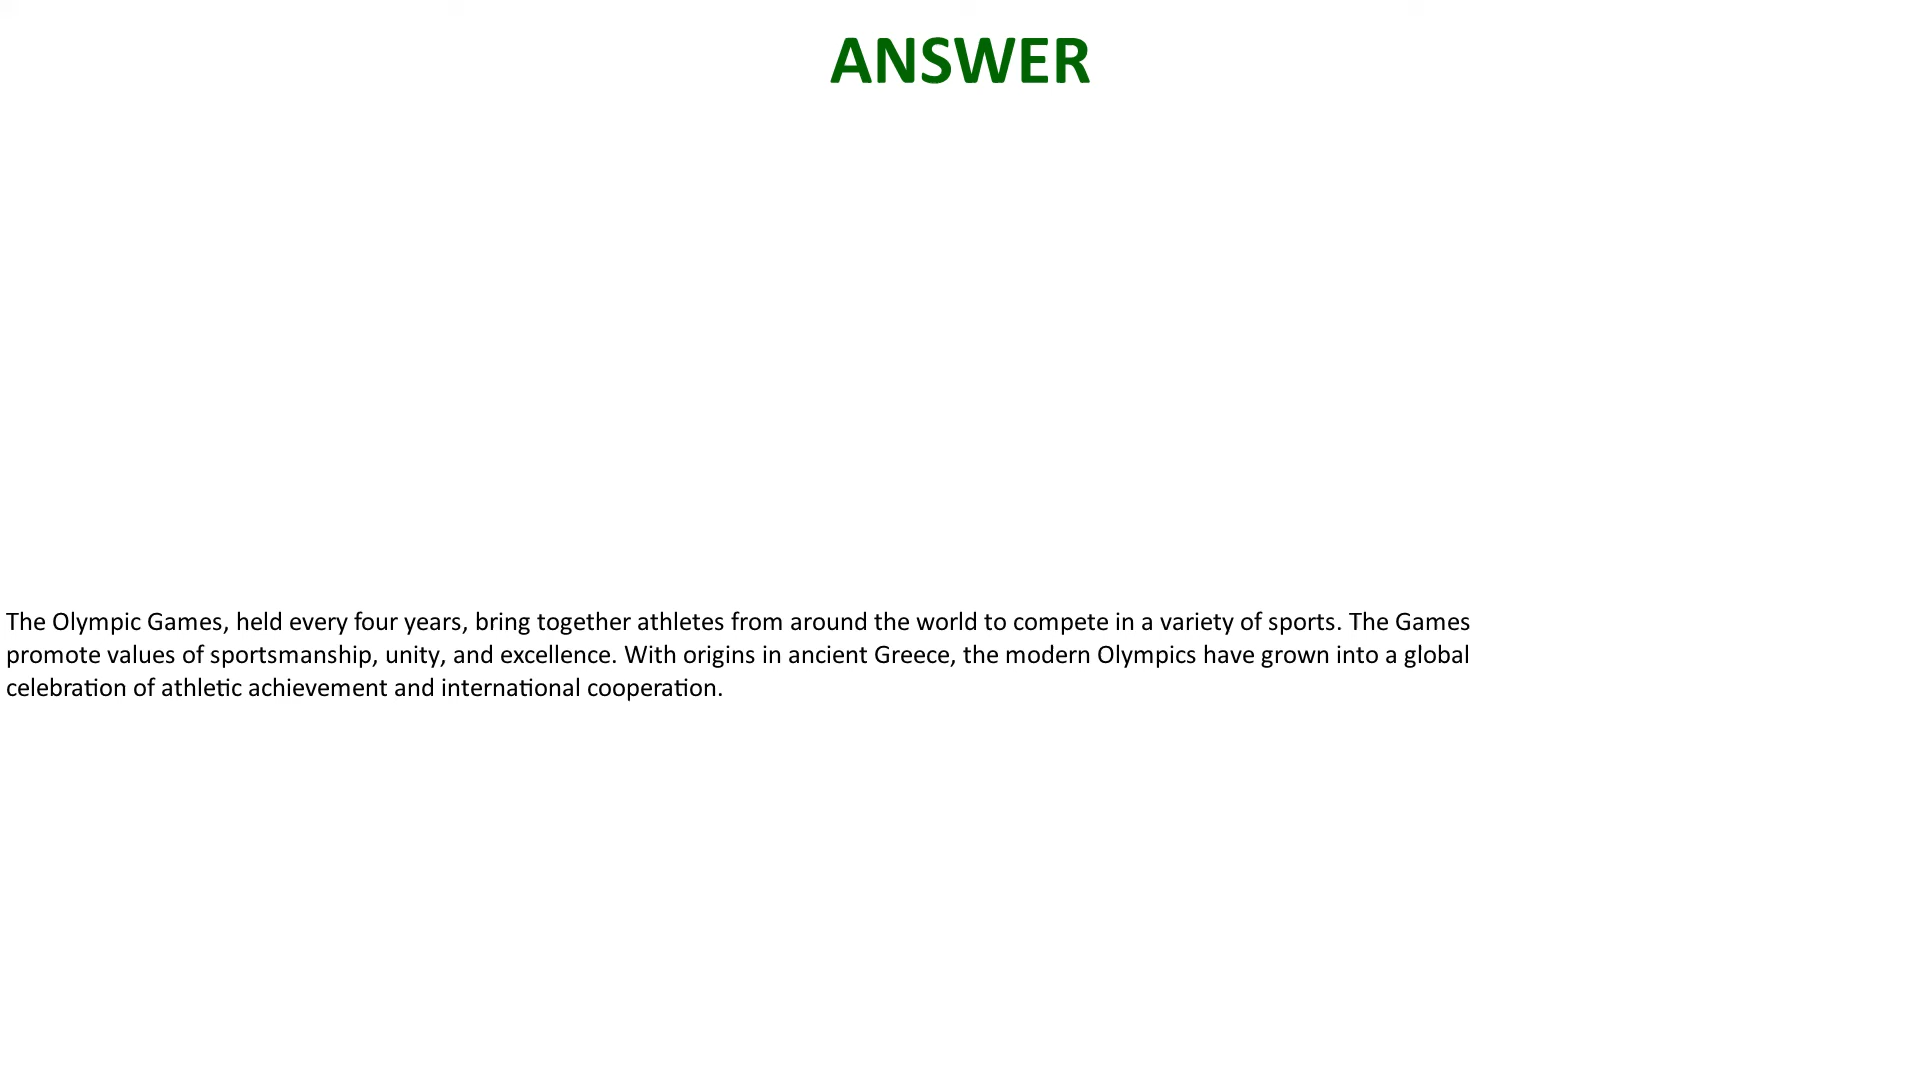 ANSWER
The Olympic Games, held every four years, bring together athletes from around the world to compete in a variety of sports. The Games
promote values of sportsmanship, unity, and excellence. With origins in ancient Greece, the modern Olympics have grown into a global
celebration of athletic achievement and international cooperation.